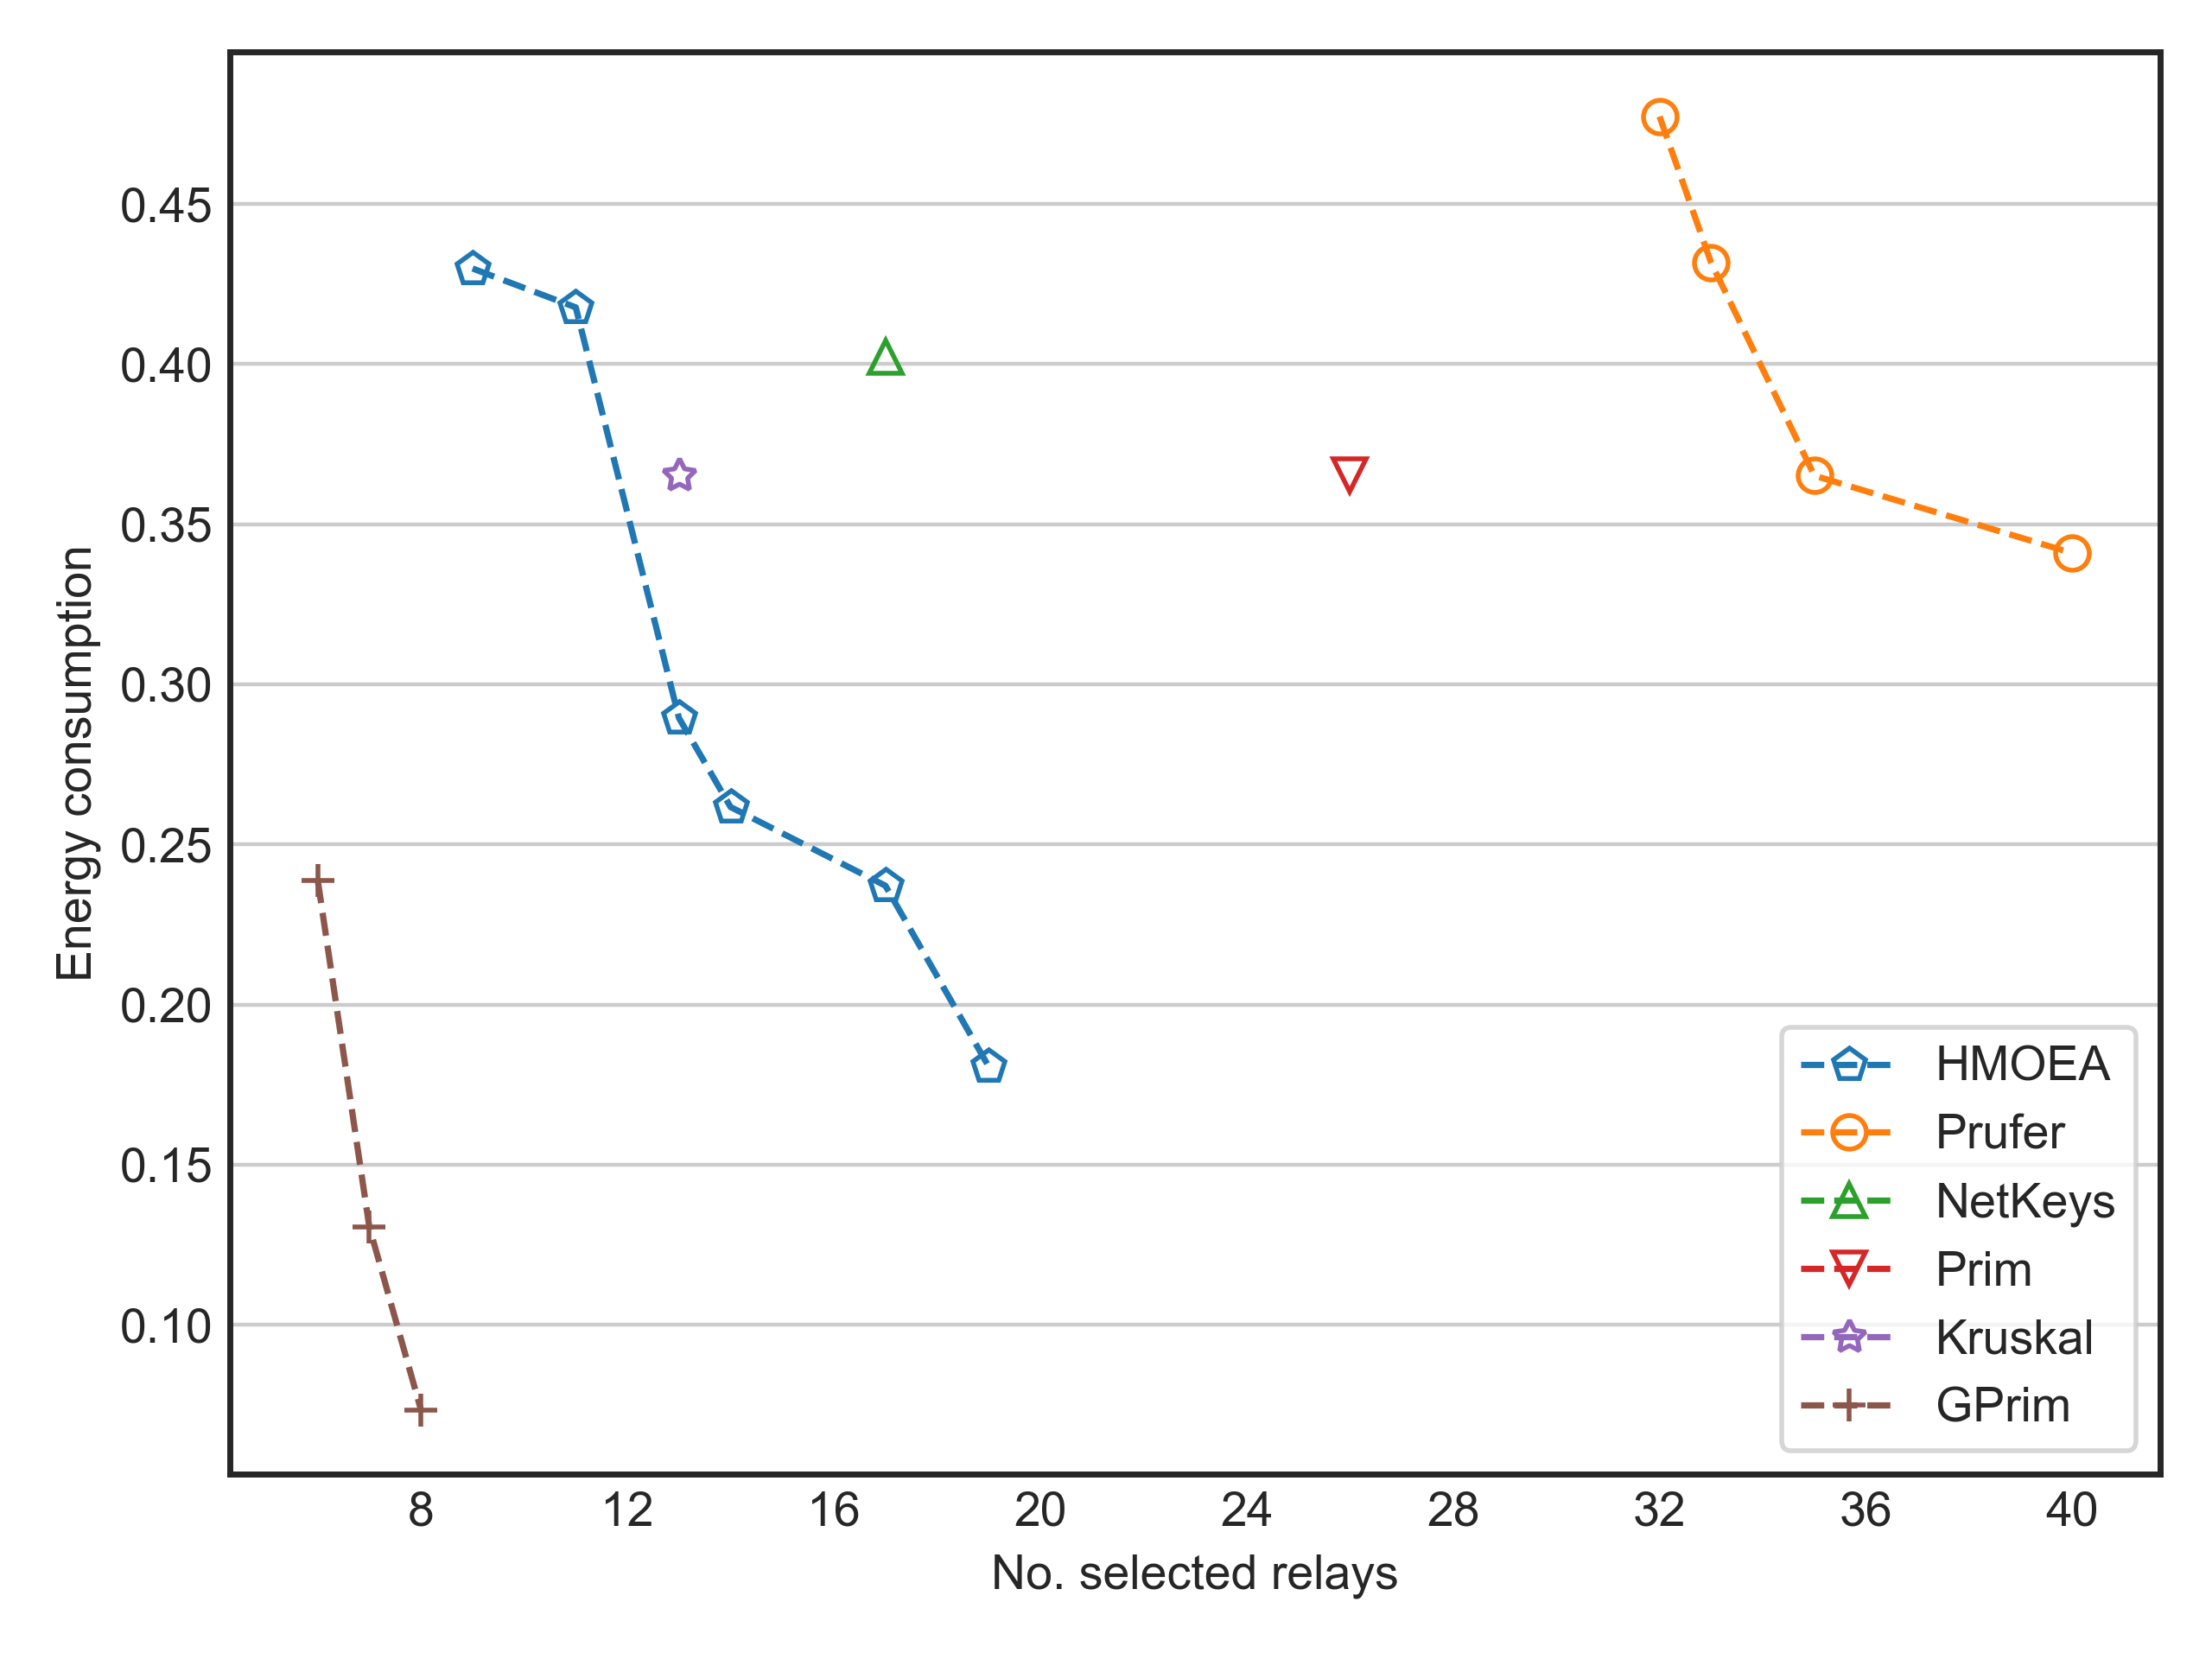 Energy consumption
0.45
0.40
0.35
0.30
0.25
0.20
0.15
0.10
8 12 16 20 24 28 32 36 40
No. selected relays
HMOEA
Prufer
NetKeys
Prim
Kruskal
GPrim